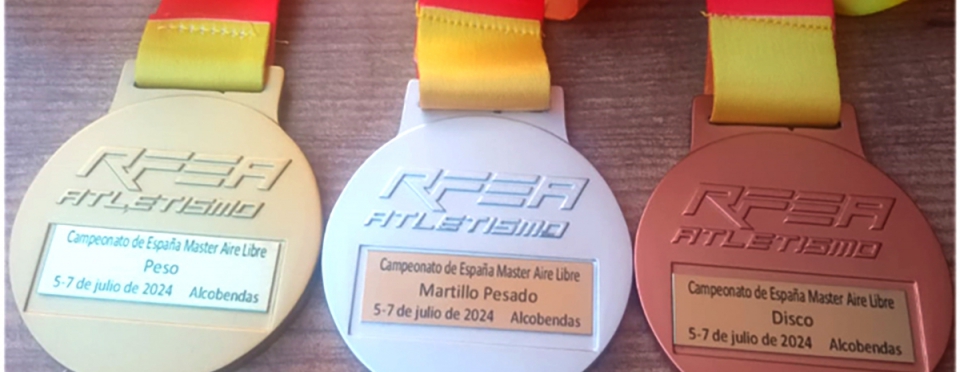 RFEA
ATLETISMO
Campeonato de España Master Aire Libre
Peso
5-7 de julio de 2024 Alcobendas
RFEA
ATLETISMO
Campeonato de España Master Aire Libre
Martillo Pesado
5-7 de julio de 2024 Alcobendas
RFEA
ATLETISMO
Campeonato de España Master Aire Libre
Disco
5-7 de julio de 2024 Alcobendas